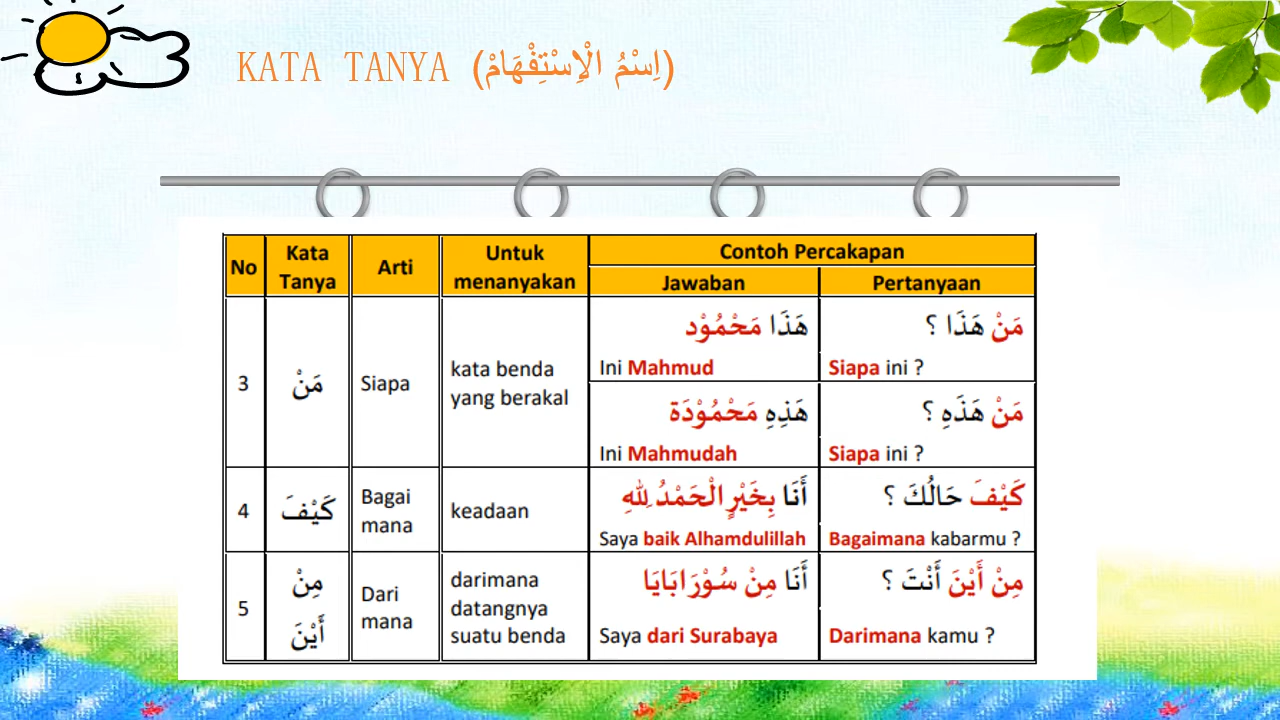 KATA TANYA (اِسْمُ الْاِسْتِفْهَامْ)
No
Kata Tanya
Arti
Untuk menanyakan
Contoh Percakapan
Jawaban
Pertanyaan
3
مَنْ
Siapa
kata benda
yang berakal
هَذَا مَحْمُوْد
Ini Mahmud
مَنْ هَذَا ؟
Siapa ini ?
هَذِهِ مَحْمُوْدَة
Ini Mahmudah
مَنْ هَذَهِ ؟
Siapa ini ?
4
كَيْفَ
Bagai
mana
keadaan
أَنَا بِخَيْرٍ الْحَمْدُ لِلّٰهِ
Saya baik Alhamdulillah
كَيْفَ حَالُكَ ؟
Bagaimana kabarmu ?
5
مِنْ
أَيْنَ
Dari
mana
darimana
datangnya
suatu benda
أَنَا مِنْ سُوْرَابَايَا
Saya dari Surabaya
مِنْ أَيْنَ أَنْتَ ؟
Darimana kamu ?